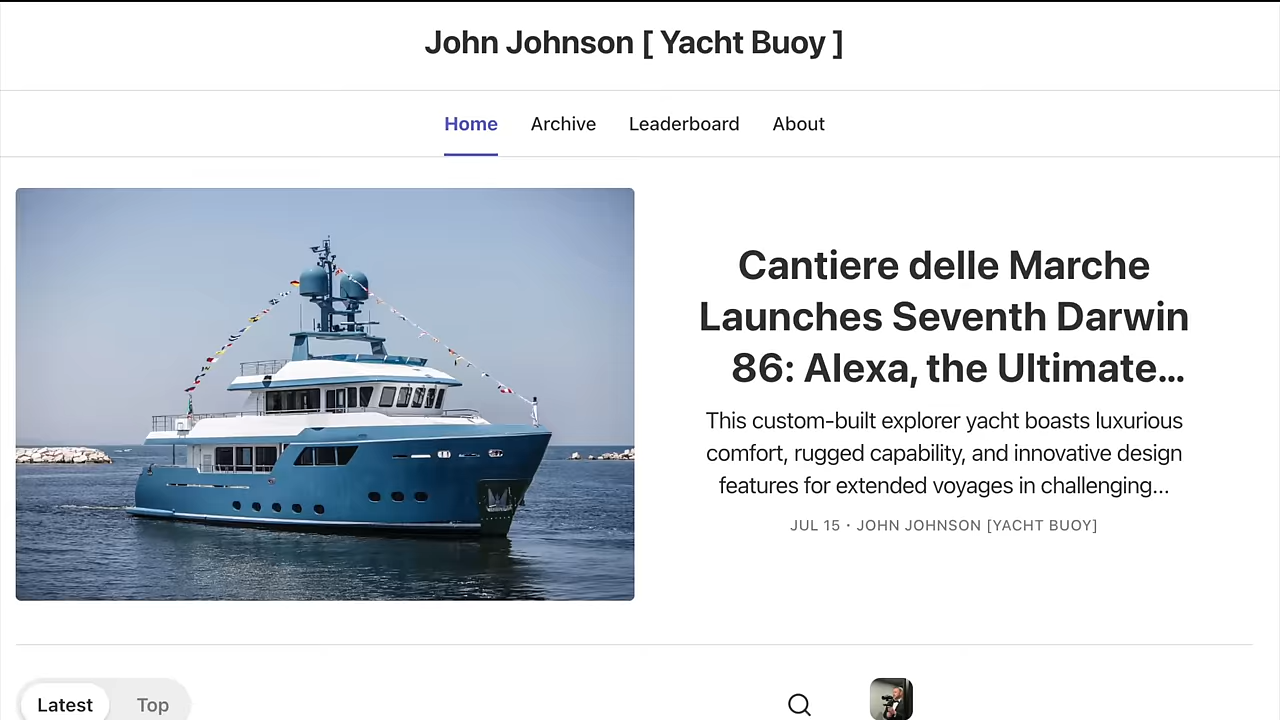 John Johnson [ Yacht Buoy ]
Home
Archive
Leaderboard
About
Cantiere delle Marche
Launches Seventh Darwin
86: Alexa, the Ultimate...
This custom-built explorer yacht boasts luxurious
comfort, rugged capability, and innovative design
features for extended voyages in challenging...
JUL 15 · JOHN JOHNSON [YACHT BUOY]
Latest
Top